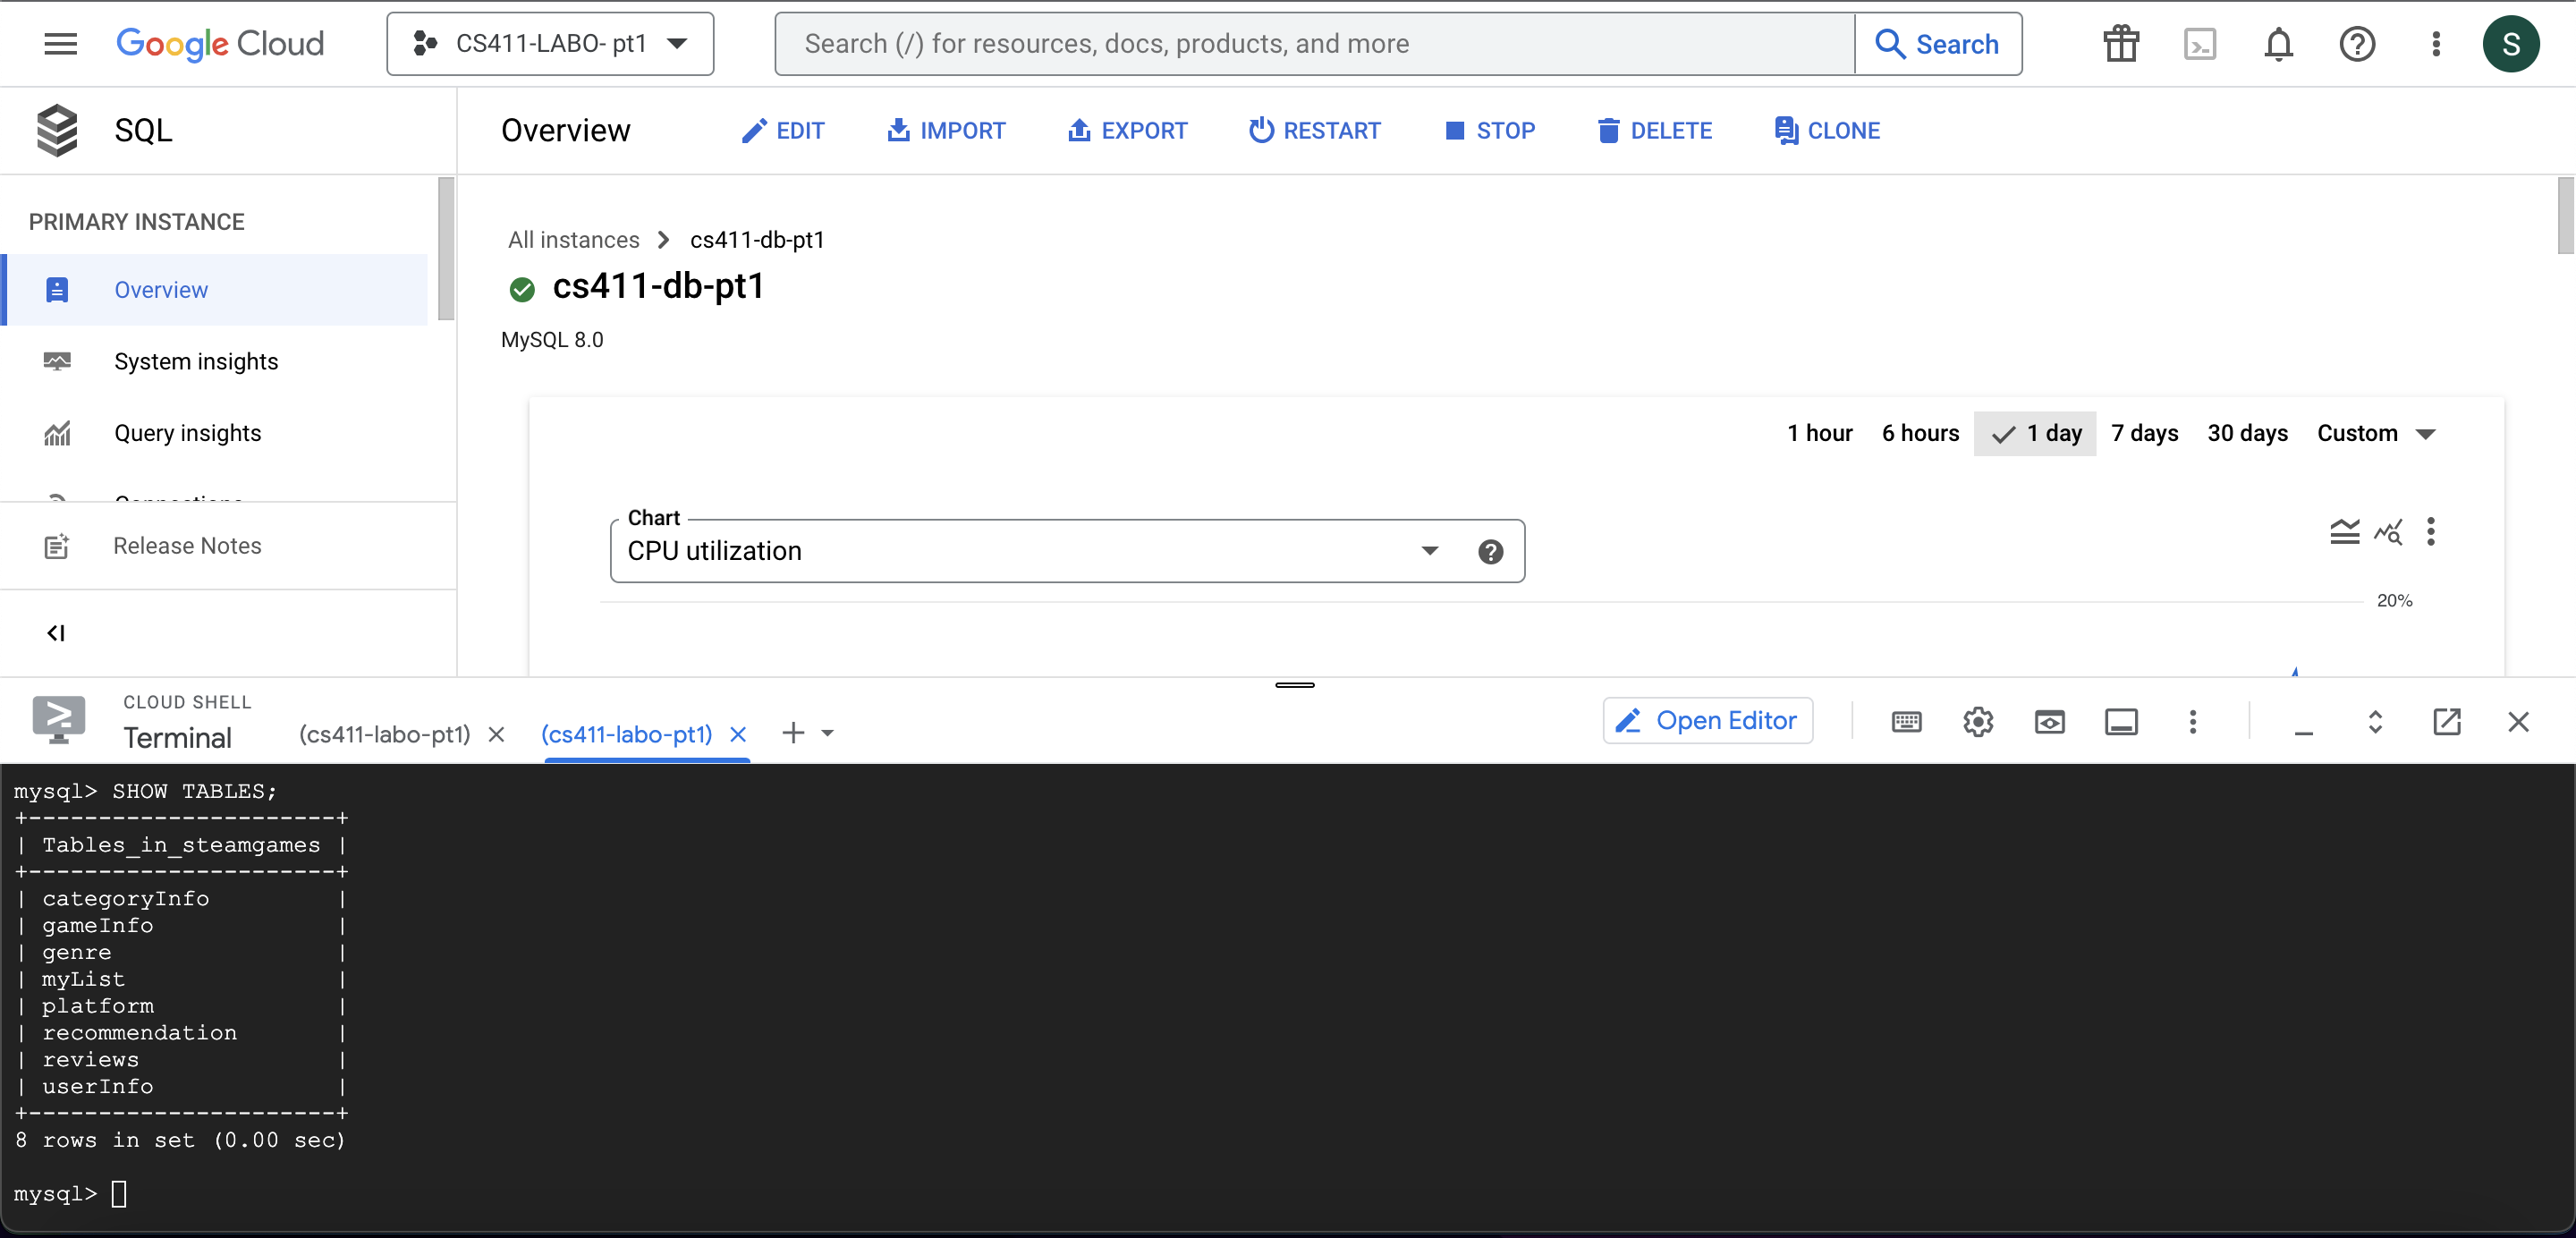 Google Cloud
CS411-LABO- pt1
Search (/) for resources, docs, products, and more
Search
S
SQL
Overview
EDIT
IMPORT
EXPORT
RESTART
STOP
DELETE
CLONE
PRIMARY INSTANCE
Overview
System insights
Query insights
Connections
Release Notes
All instances
cs411-db-pt1
cs411-db-pt1
MySQL 8.0
1 hour
6 hours
1 day
7 days
30 days
Custom
Chart
CPU utilization
20%
CLOUD SHELL
Terminal
(cs411-labo-pt1)
(cs411-labo-pt1)
Open Editor
mysql> SHOW TABLES;
+-----------------------+
| Tables_in_steamgames |
+-----------------------+
| categoryInfo |
| gameInfo |
| genre |
| myList |
| platform |
| recommendation |
| reviews |
| userInfo |
+-----------------------+
8 rows in set (0.00 sec)
mysql>